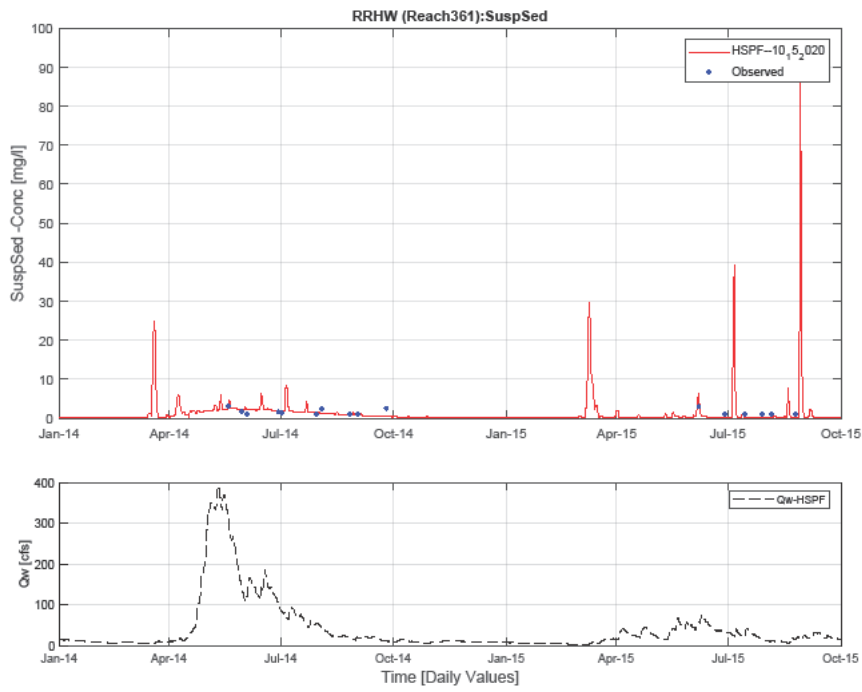 RRHW (Reach361):SuspSed
100
90
80
70
60
50
40
30
20
10
0
SuspSed -Conc [mg/l]
HSPF--10₁5₂020
Observed
Jan-14 Apr-14 Jul-14 Oct-14 Jan-15 Apr-15 Jul-15 Oct-15
400
300
200
100
0
Qw [cfs]
Qw-HSPF
Jan-14 Apr-14 Jul-14 Oct-14 Jan-15 Apr-15 Jul-15 Oct-15
Time [Daily Values]